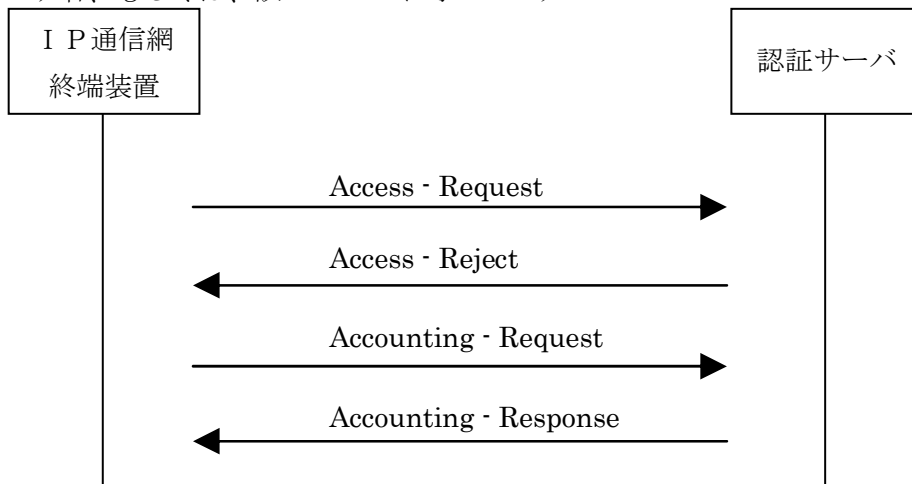 ＩＰ通信網
終端装置
認証サーバ
Access - Request
Access - Reject
Accounting - Request
Accounting - Response